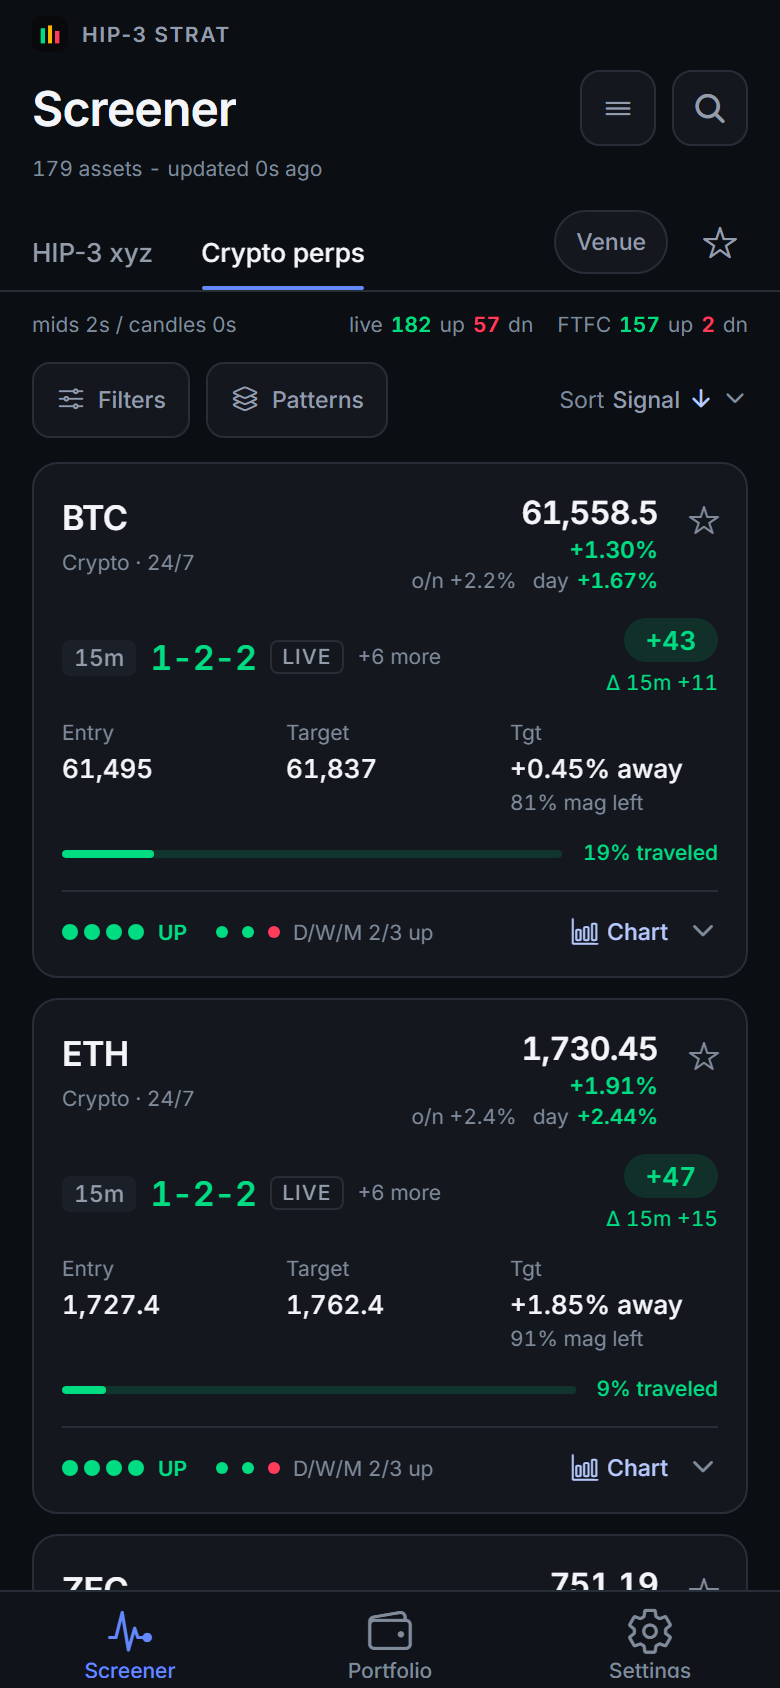 HIP-3 STRAT
Screener
179 assets - updated 0s ago
HIP-3 xyz Crypto perps Venue
mids 2s / candles 0s live 182 up 57 dn FTFC 157 up 2 dn
Filters Patterns Sort Signal
BTC 61,558.5
+1.30%
Crypto · 24/7
o/n +2.2% day +1.67%
15m 1-2-2 LIVE +6 more +43
Δ 15m +11
Entry Target Tgt
61,495 61,837 +0.45% away
81% mag left
19% traveled
UP D/W/M 2/3 up Chart
ETH 1,730.45
+1.91%
Crypto · 24/7
o/n +2.4% day +2.44%
15m 1-2-2 LIVE +6 more +47
Δ 15m +15
Entry Target Tgt
1,727.4 1,762.4 +1.85% away
91% mag left
9% traveled
UP D/W/M 2/3 up Chart
ZEC 751.19
Screener Portfolio Settings